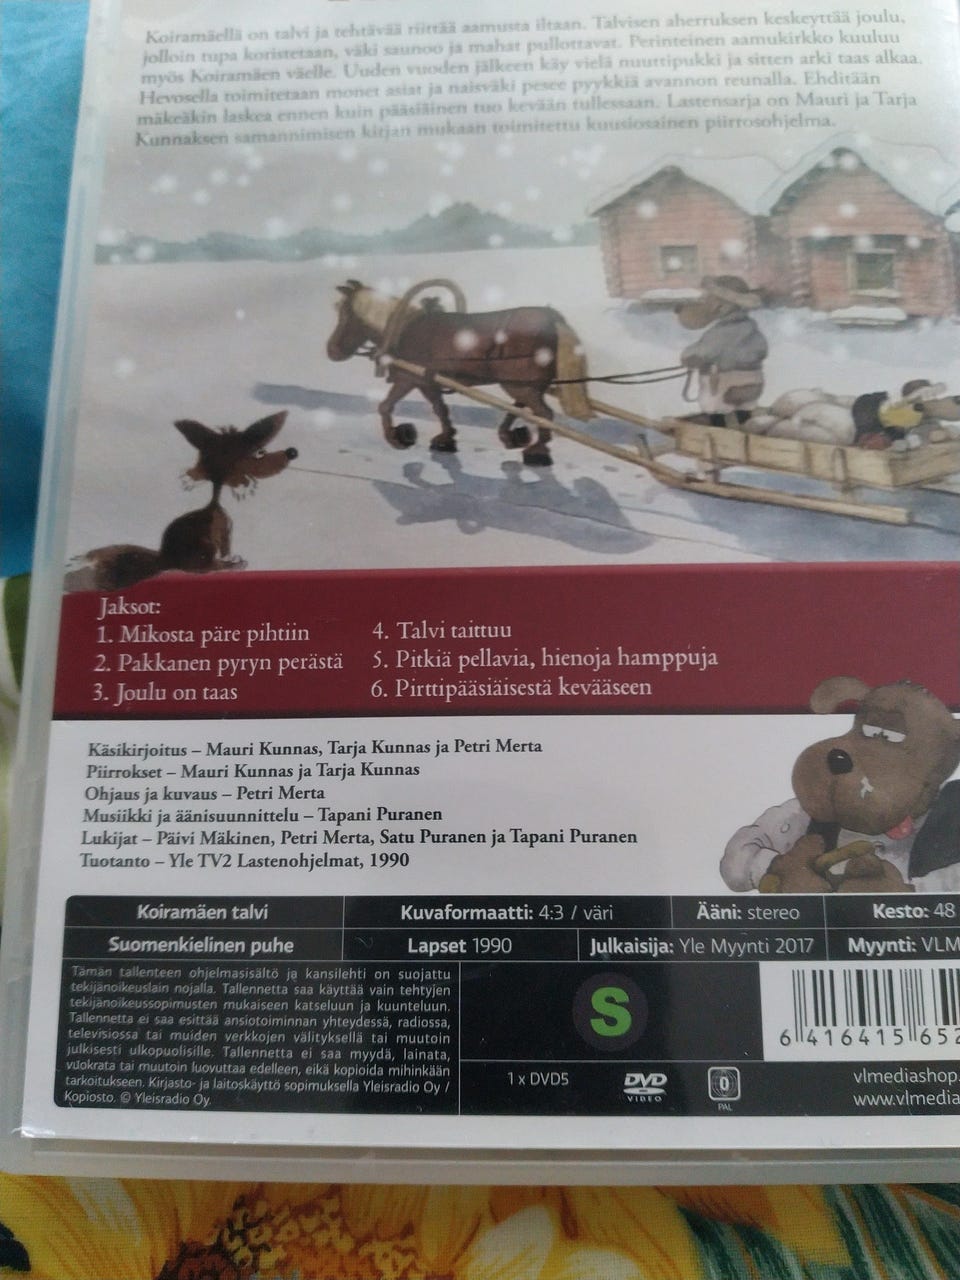 Koiramäellä on talvi ja tehtävää riittää aamusta iltaan. Talvisen aherruksen keskeyttää joulu,
jolloin tupa koristetaan, väki saunoo ja mahat pullottavat. Perinteinen aamukirkko kuuluu
myös Koiramäen väelle. Uuden vuoden jälkeen käy vielä nuuttipukki ja sitten arki taas alkaa.
Hevosella toimitetaan monet asiat ja naisväki pesee pyykkiä avannon reunalla. Ehditään
mäkeäkin laskea ennen kuin pääsiäinen tuo kevään tullessaan. Lastensarja on Mauri ja Tarja
Kunnaksen samannimisen kirjan mukaan toimitettu kuusiosainen piirrosohjelma.
Jaksot:
1. Mikosta päre pihtiin
2. Pakkanen pyryn perästä
3. Joulu on taas
4. Talvi taittuu
5. Pitkiä pellavia, hienoja hamppuja
6. Pirttipääsiäisestä kevääseen
Käsikirjoitus – Mauri Kunnas, Tarja Kunnas ja Petri Merta
Piirrokset – Mauri Kunnas ja Tarja Kunnas
Ohjaus ja kuvaus – Petri Merta
Musiikki ja äänisuunnittelu – Tapani Puranen
Lukijat – Päivi Mäkinen, Petri Merta, Satu Puranen ja Tapani Puranen
Tuotanto – Yle TV2 Lastenohjelmat, 1990
Koiramäen talvi Kuvaformaatti: 4:3 / väri Ääni: stereo Kesto: 48
Suomenkielinen puhe Lapset 1990 Julkaisija: Yle Myynti 2017 Myynti: VLM
Tämän tallenteen ohjelmasisältö ja kansilehti on suojattu
tekijänoikeuslain nojalla. Tallennetta saa käyttää vain tehtyjen
tekijänoikeussopimusten mukaiseen katseluun ja kuunteluun.
Tallennetta ei saa esittää ansiotoiminnan yhteydessä, radiossa,
televisiossa tai muiden verkkojen välityksellä tai muutoin
julkisesti ulkopuolisille. Tallennetta ei saa myydä, lainata,
vuokrata tai muutoin luovuttaa edelleen, eikä kopioida mihinkään
tarkoitukseen. Kirjasto- ja laitoskäyttö sopimuksella Yleisradio Oy /
Kopiosto. © Yleisradio Oy.
S
6 416415 652
1 x DVD5
DVD
VIDEO
0
PAL
vlmediashop.
www.vlmedia